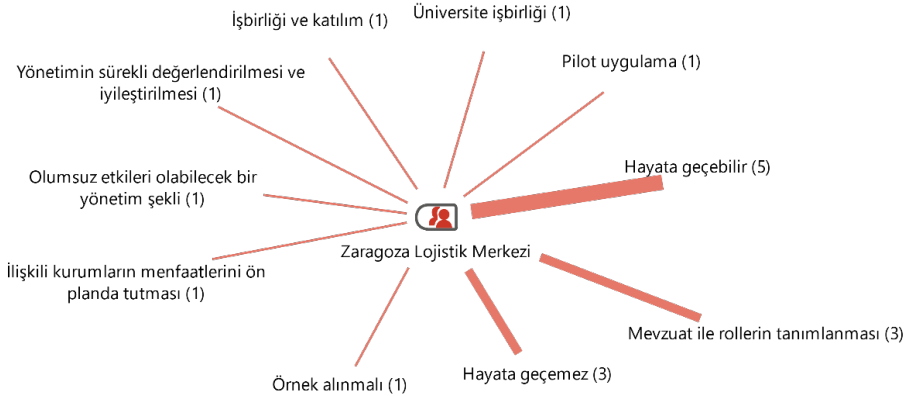 İşbirliği ve katılım (1)
Üniversite işbirliği (1)
Pilot uygulama (1)
Yönetimin sürekli değerlendirilmesi ve
iyileştirilmesi (1)
Hayata geçebilir (5)
Olumsuz etkileri olabilecek bir
yönetim şekli (1)
Zaragoza Lojistik Merkezi
İlişkili kurumların menfaatlerini ön
planda tutması (1)
Mevzuat ile rollerin tanımlanması (3)
Hayata geçemez (3)
Örnek alınmalı (1)